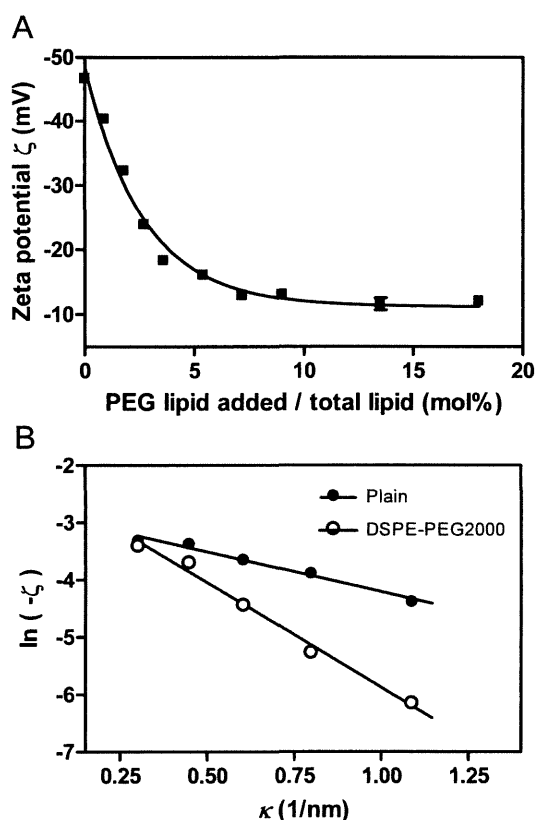 A
Zeta potential ζ (mV)
-50
-40
-30
-20
-10
0 5 10 15 20
PEG lipid added / total lipid (mol%)
B
ln ( -ζ )
-2
-3
-4
-5
-6
-7
Plain
DSPE-PEG2000
0.25 0.50 0.75 1.00 1.25
κ (1/nm)